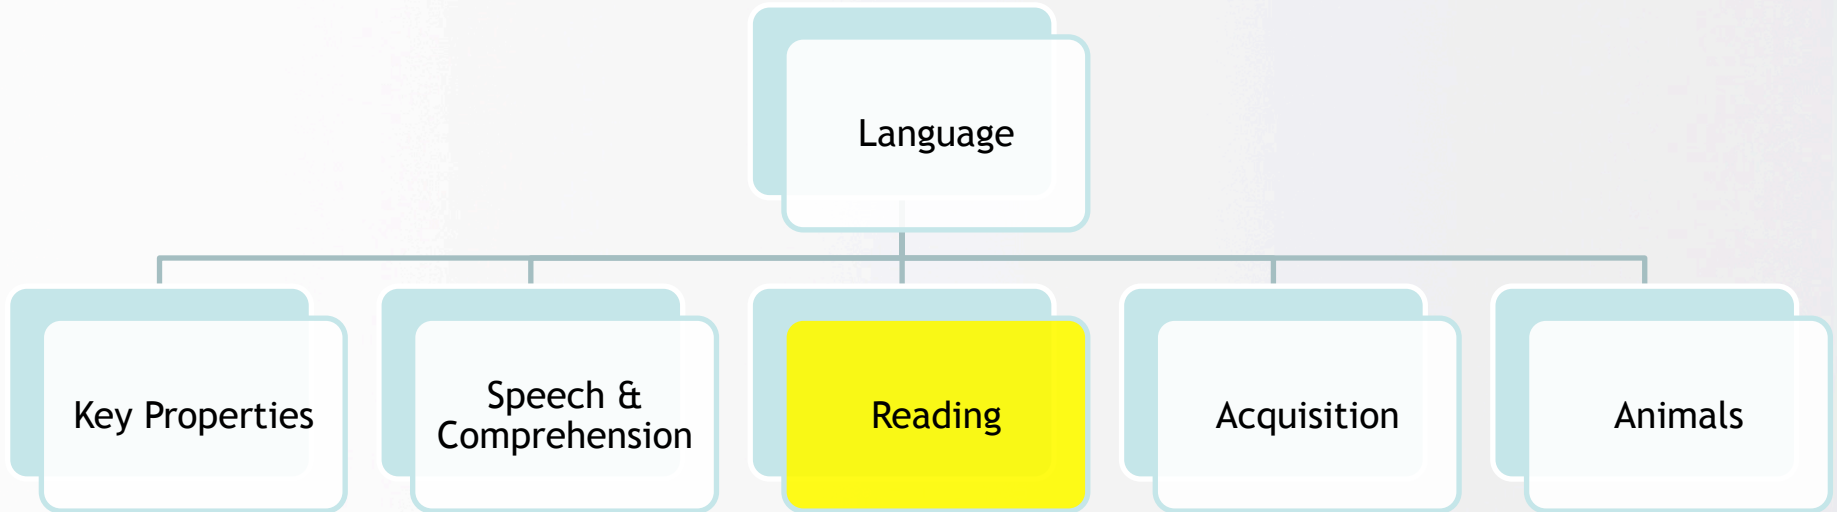 Language
Key Properties
Speech &
Comprehension
Reading
Acquisition
Animals